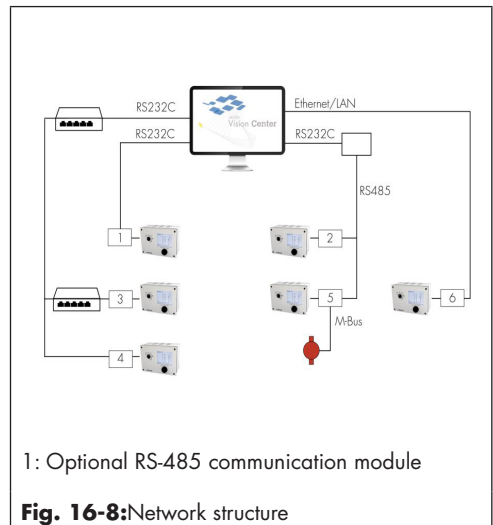 RS232C
Ethernet/LAN
Vision Center
RS232C
RS232C
RS485
1
2
3
5
6
M-Bus
4
1: Optional RS-485 communication module
Fig. 16-8:Network structure